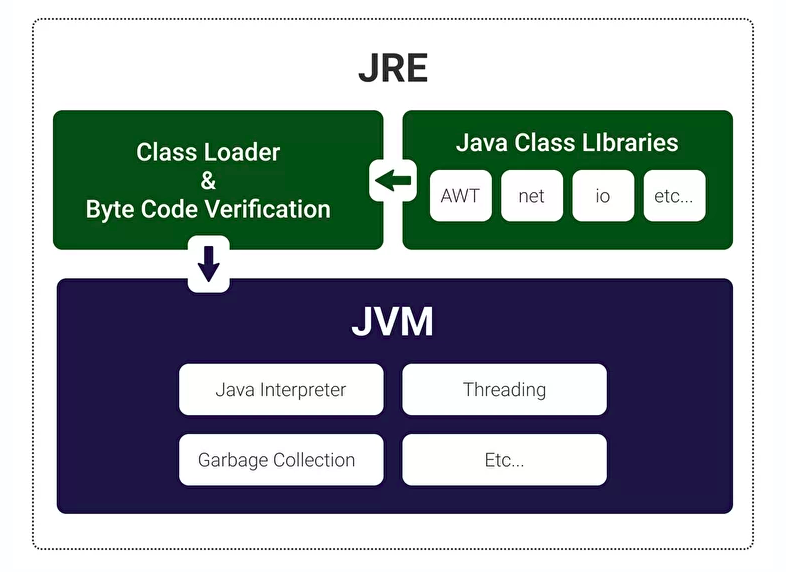 JRE
Class Loader
&
Byte Code Verification
Java Class LIbraries
AWT
net
io
etc...
JVM
Java Interpreter
Threading
Garbage Collection
Etc...